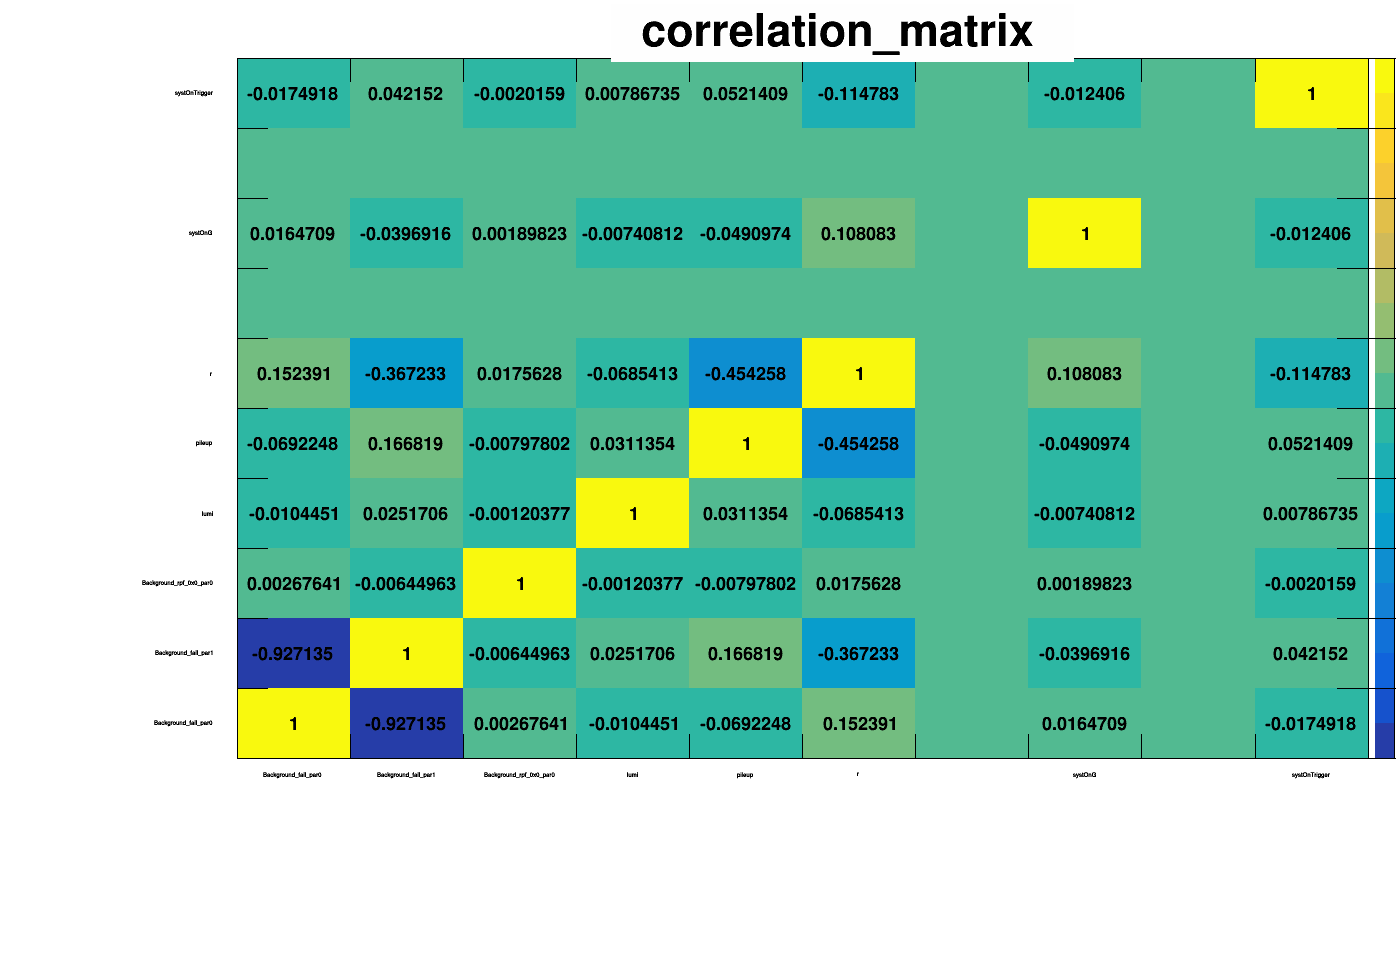 correlation_matrix
systOnTrigger -0.0174918 0.042152 -0.0020159 0.00786735 0.0521409 -0.114783 -0.012406 1
systOnG 0.0164709 -0.0396916 0.00189823 -0.00740812 -0.0490974 0.108083 1 -0.012406
r 0.152391 -0.367233 0.0175628 -0.0685413 -0.454258 1 0.108083 -0.114783
pileup -0.0692248 0.166819 -0.00797802 0.0311354 1 -0.454258 -0.0490974 0.0521409
lumi -0.0104451 0.0251706 -0.00120377 1 0.0311354 -0.0685413 -0.00740812 0.00786735
Background_rpf_0x0_par0 0.00267641 -0.00644963 1 -0.00120377 -0.00797802 0.0175628 0.00189823 -0.0020159
Background_fail_par1 -0.927135 1 -0.00644963 0.0251706 0.166819 -0.367233 -0.0396916 0.042152
Background_fail_par0 1 -0.927135 0.00267641 -0.0104451 -0.0692248 0.152391 0.0164709 -0.0174918
Background_fail_par0 Background_fail_par1 Background_rpf_0x0_par0 lumi pileup r systOnG systOnTrigger